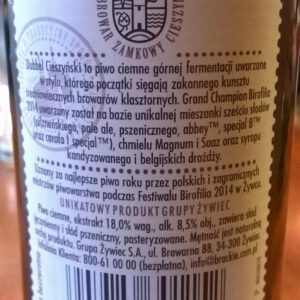 BROWAR ZAMKOWY CIESZYN
Dubbel Cieszyński to piwo ciemne górnej fermentacji uwarzone
w stylu, którego początki sięgają zakonnego kunsztu
średniowiecznych browarów klasztornych. Grand Champion Birofilia
2014 uwarzony został na bazie unikalnej mieszanki sześciu słodów
(pilzneńskiego, pale ale, pszenicznego, abbey™, special B™
oraz carafa I special™), chmielu Magnum i Saaz oraz syropu
kandyzowanego i belgijskich drożdży.
Uznany za najlepsze piwo roku przez polskich i zagranicznych
mistrzów piwowarstwa podczas Festiwalu Birofilia 2014 w Żywcu.
UNIKATOWY PRODUKT GRUPY ŻYWIEC
Piwo ciemne, ekstrakt 18,0% wag., alk. 8,5% obj., zawiera słód
jęczmienny i słód pszeniczny, pasteryzowane. Mętność jest naturalną
cechą produktu. Grupa Żywiec S.A., ul. Browarna 88, 34-300 Żywiec.
Infolinia Klienta: 800-61 00 00 (bezpłatna), info@brackie.com.pl